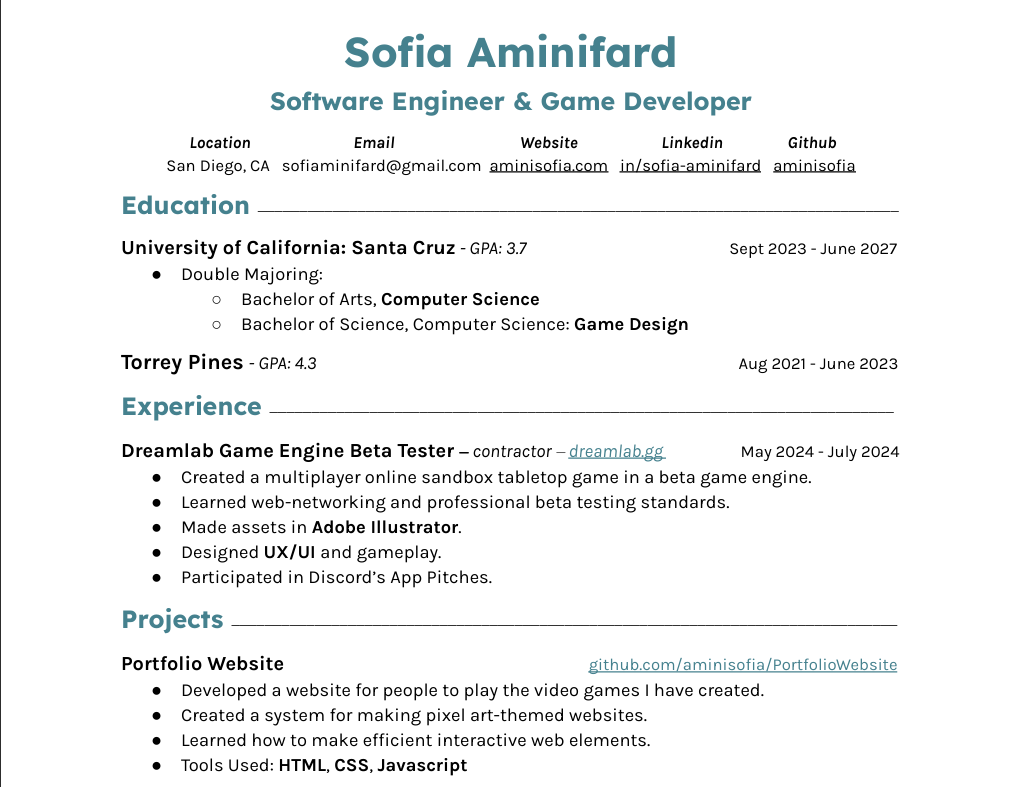 Sofia Aminifard
Software Engineer & Game Developer
Location Email Website Linkedin Github
San Diego, CA sofiaminifard@gmail.com aminisofia.com in/sofia-aminifard aminisofia
Education
University of California: Santa Cruz - GPA: 3.7 Sept 2023 - June 2027
● Double Majoring:
○ Bachelor of Arts, Computer Science
○ Bachelor of Science, Computer Science: Game Design
Torrey Pines - GPA: 4.3 Aug 2021 - June 2023
Experience
Dreamlab Game Engine Beta Tester – contractor – dreamlab.gg May 2024 - July 2024
● Created a multiplayer online sandbox tabletop game in a beta game engine.
● Learned web-networking and professional beta testing standards.
● Made assets in Adobe Illustrator.
● Designed UX/UI and gameplay.
● Participated in Discord’s App Pitches.
Projects
Portfolio Website github.com/aminisofia/PortfolioWebsite
● Developed a website for people to play the video games I have created.
● Created a system for making pixel art-themed websites.
● Learned how to make efficient interactive web elements.
● Tools Used: HTML, CSS, Javascript